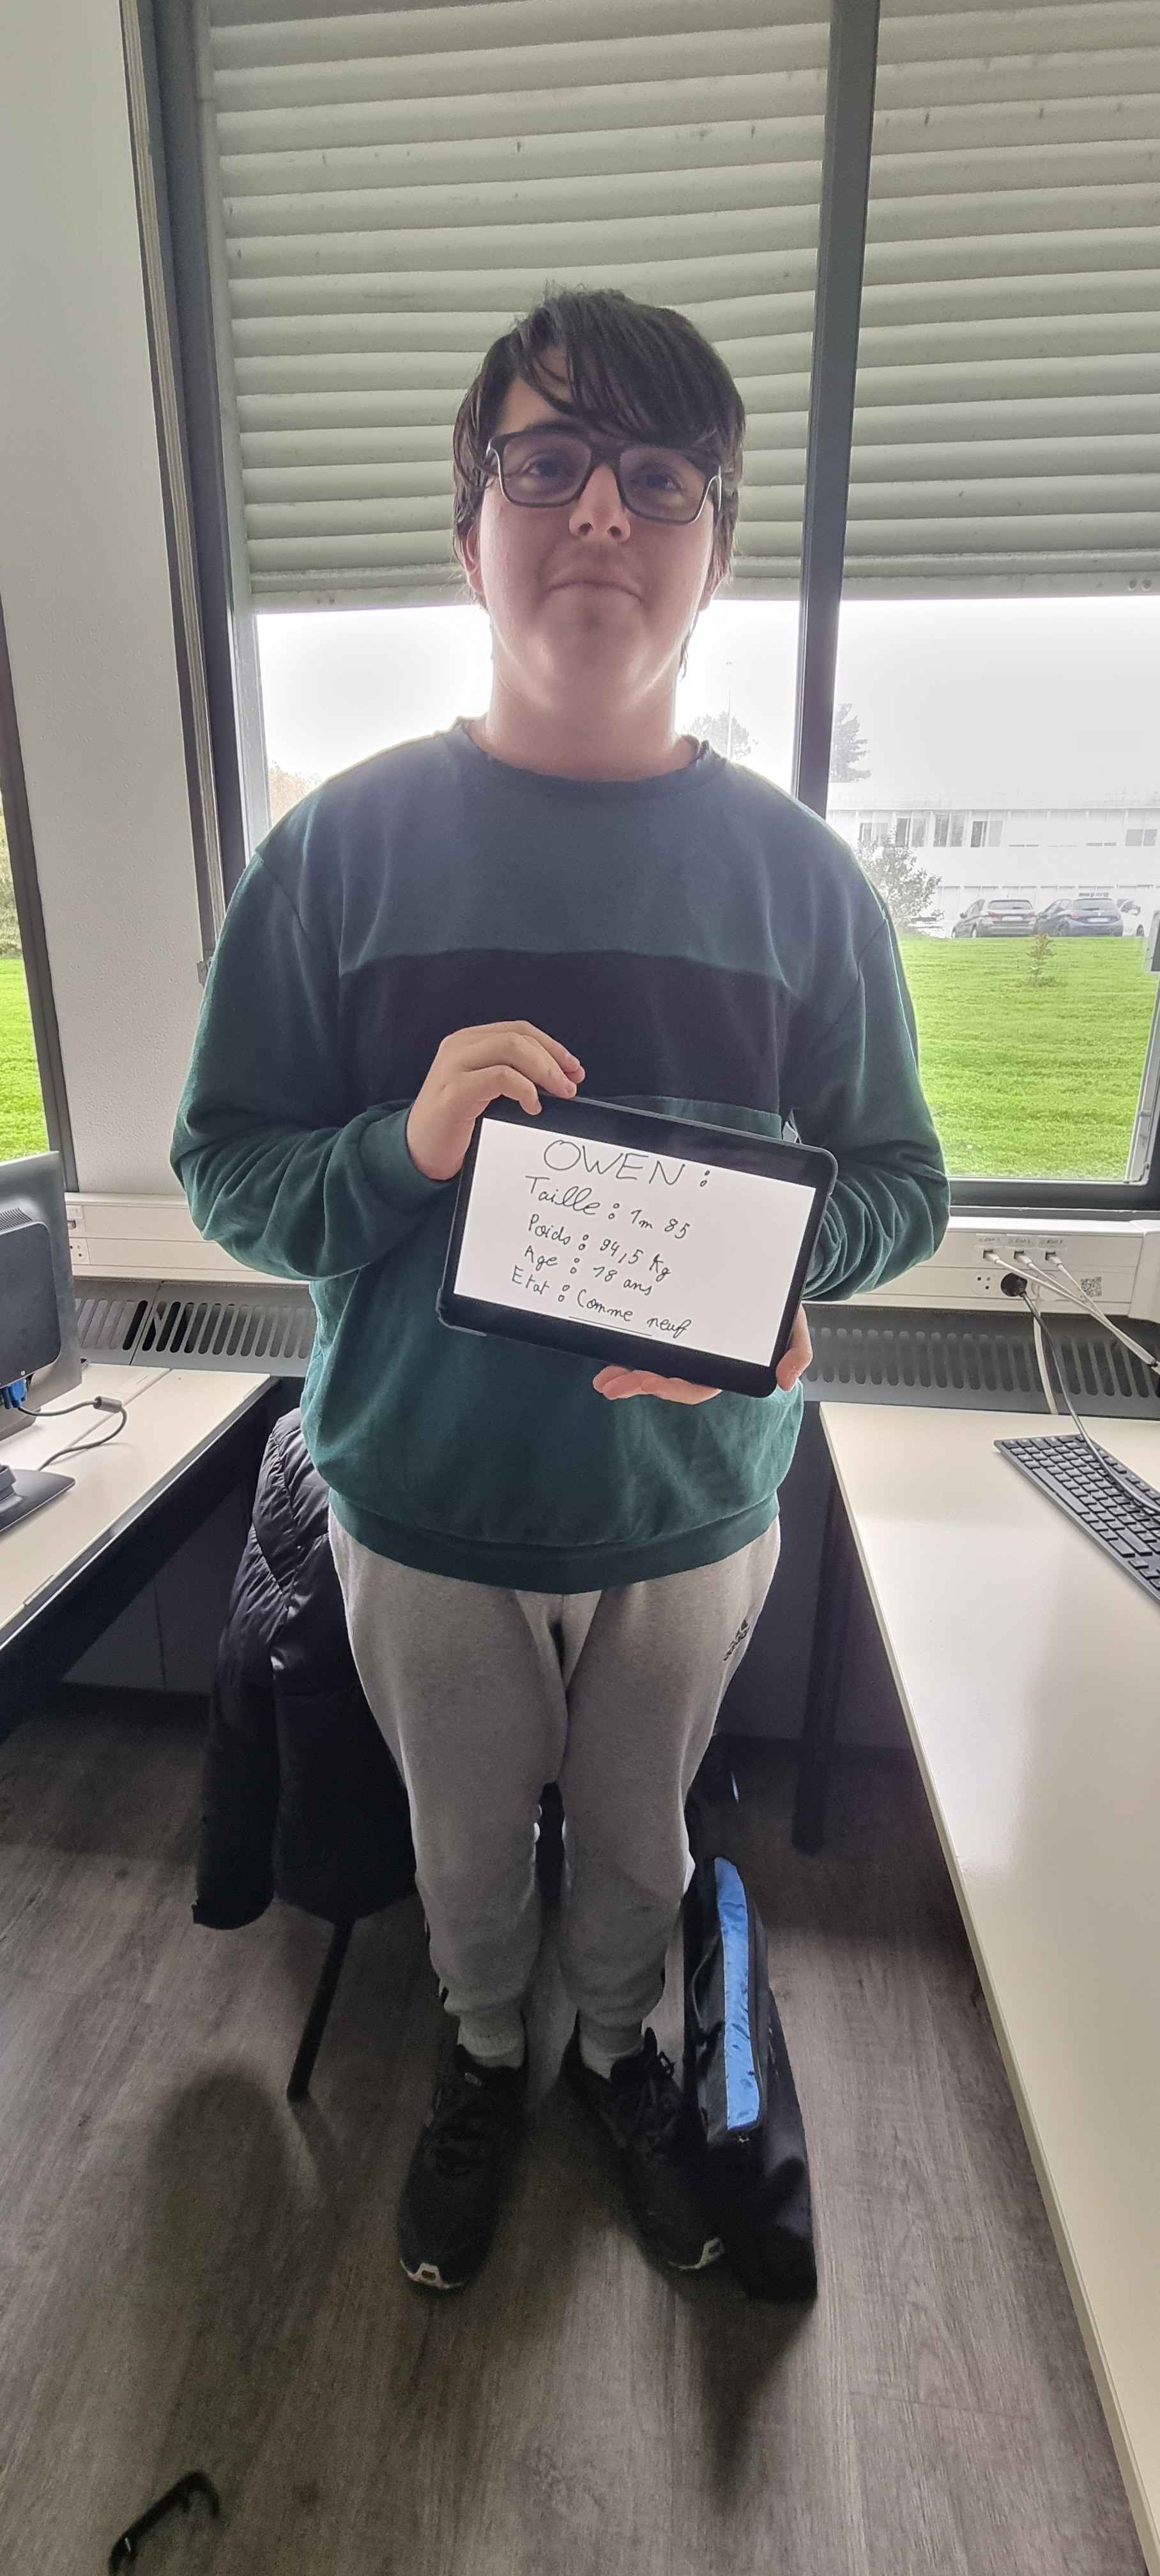 OWEN :
Taille : 1m 85
Poids : 94,5 kg
Age : 18 ans
Etat : Comme neuf